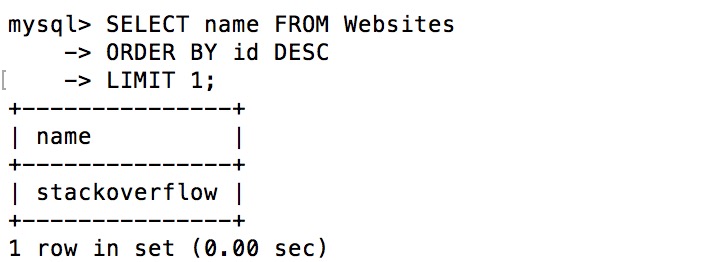 mysql> SELECT name FROM Websites
    -> ORDER BY id DESC
[    -> LIMIT 1;
+---------------+
| name          |
+---------------+
| stackoverflow |
+---------------+
1 row in set (0.00 sec)